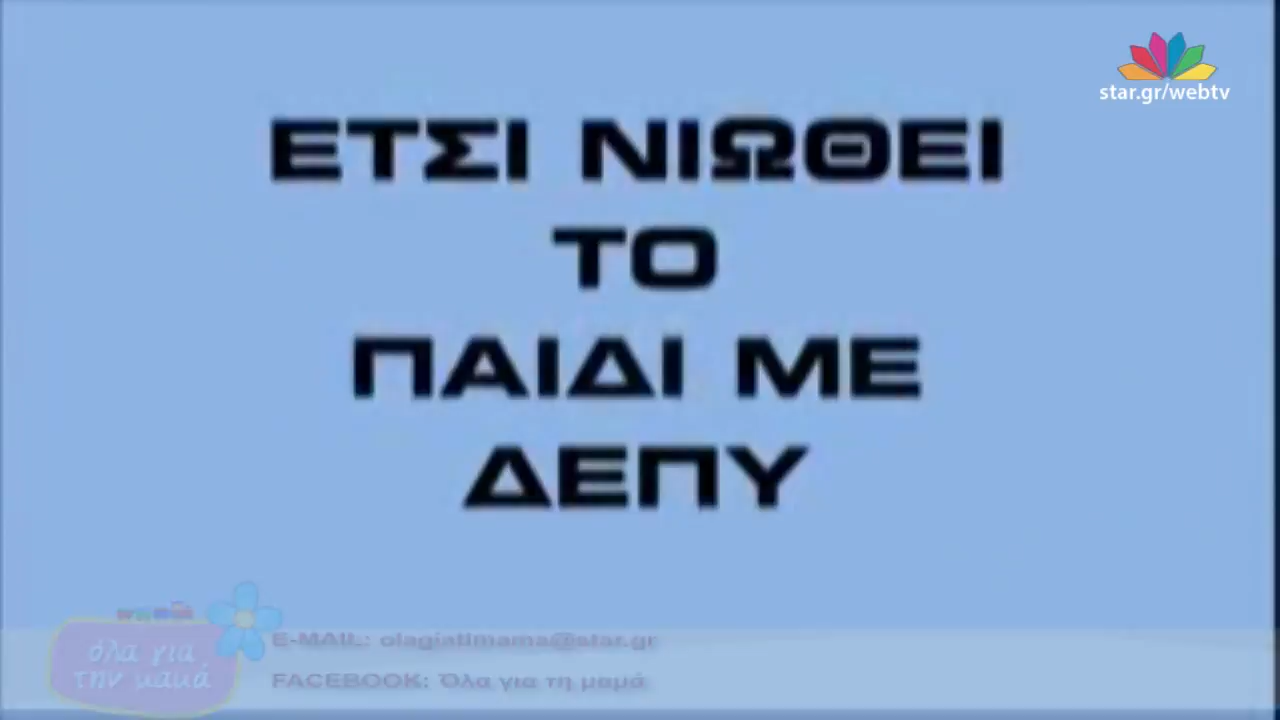 star.gr/webtv
ΕΤΣΙ ΝΙΩΘΕΙ
ΤΟ
ΠΑΙΔΙ ΜΕ
ΔΕΠΥ
όλα για
την μαμά
E-MAIL: olagiatimama@star.gr
FACEBOOK: Όλα για τη μαμά